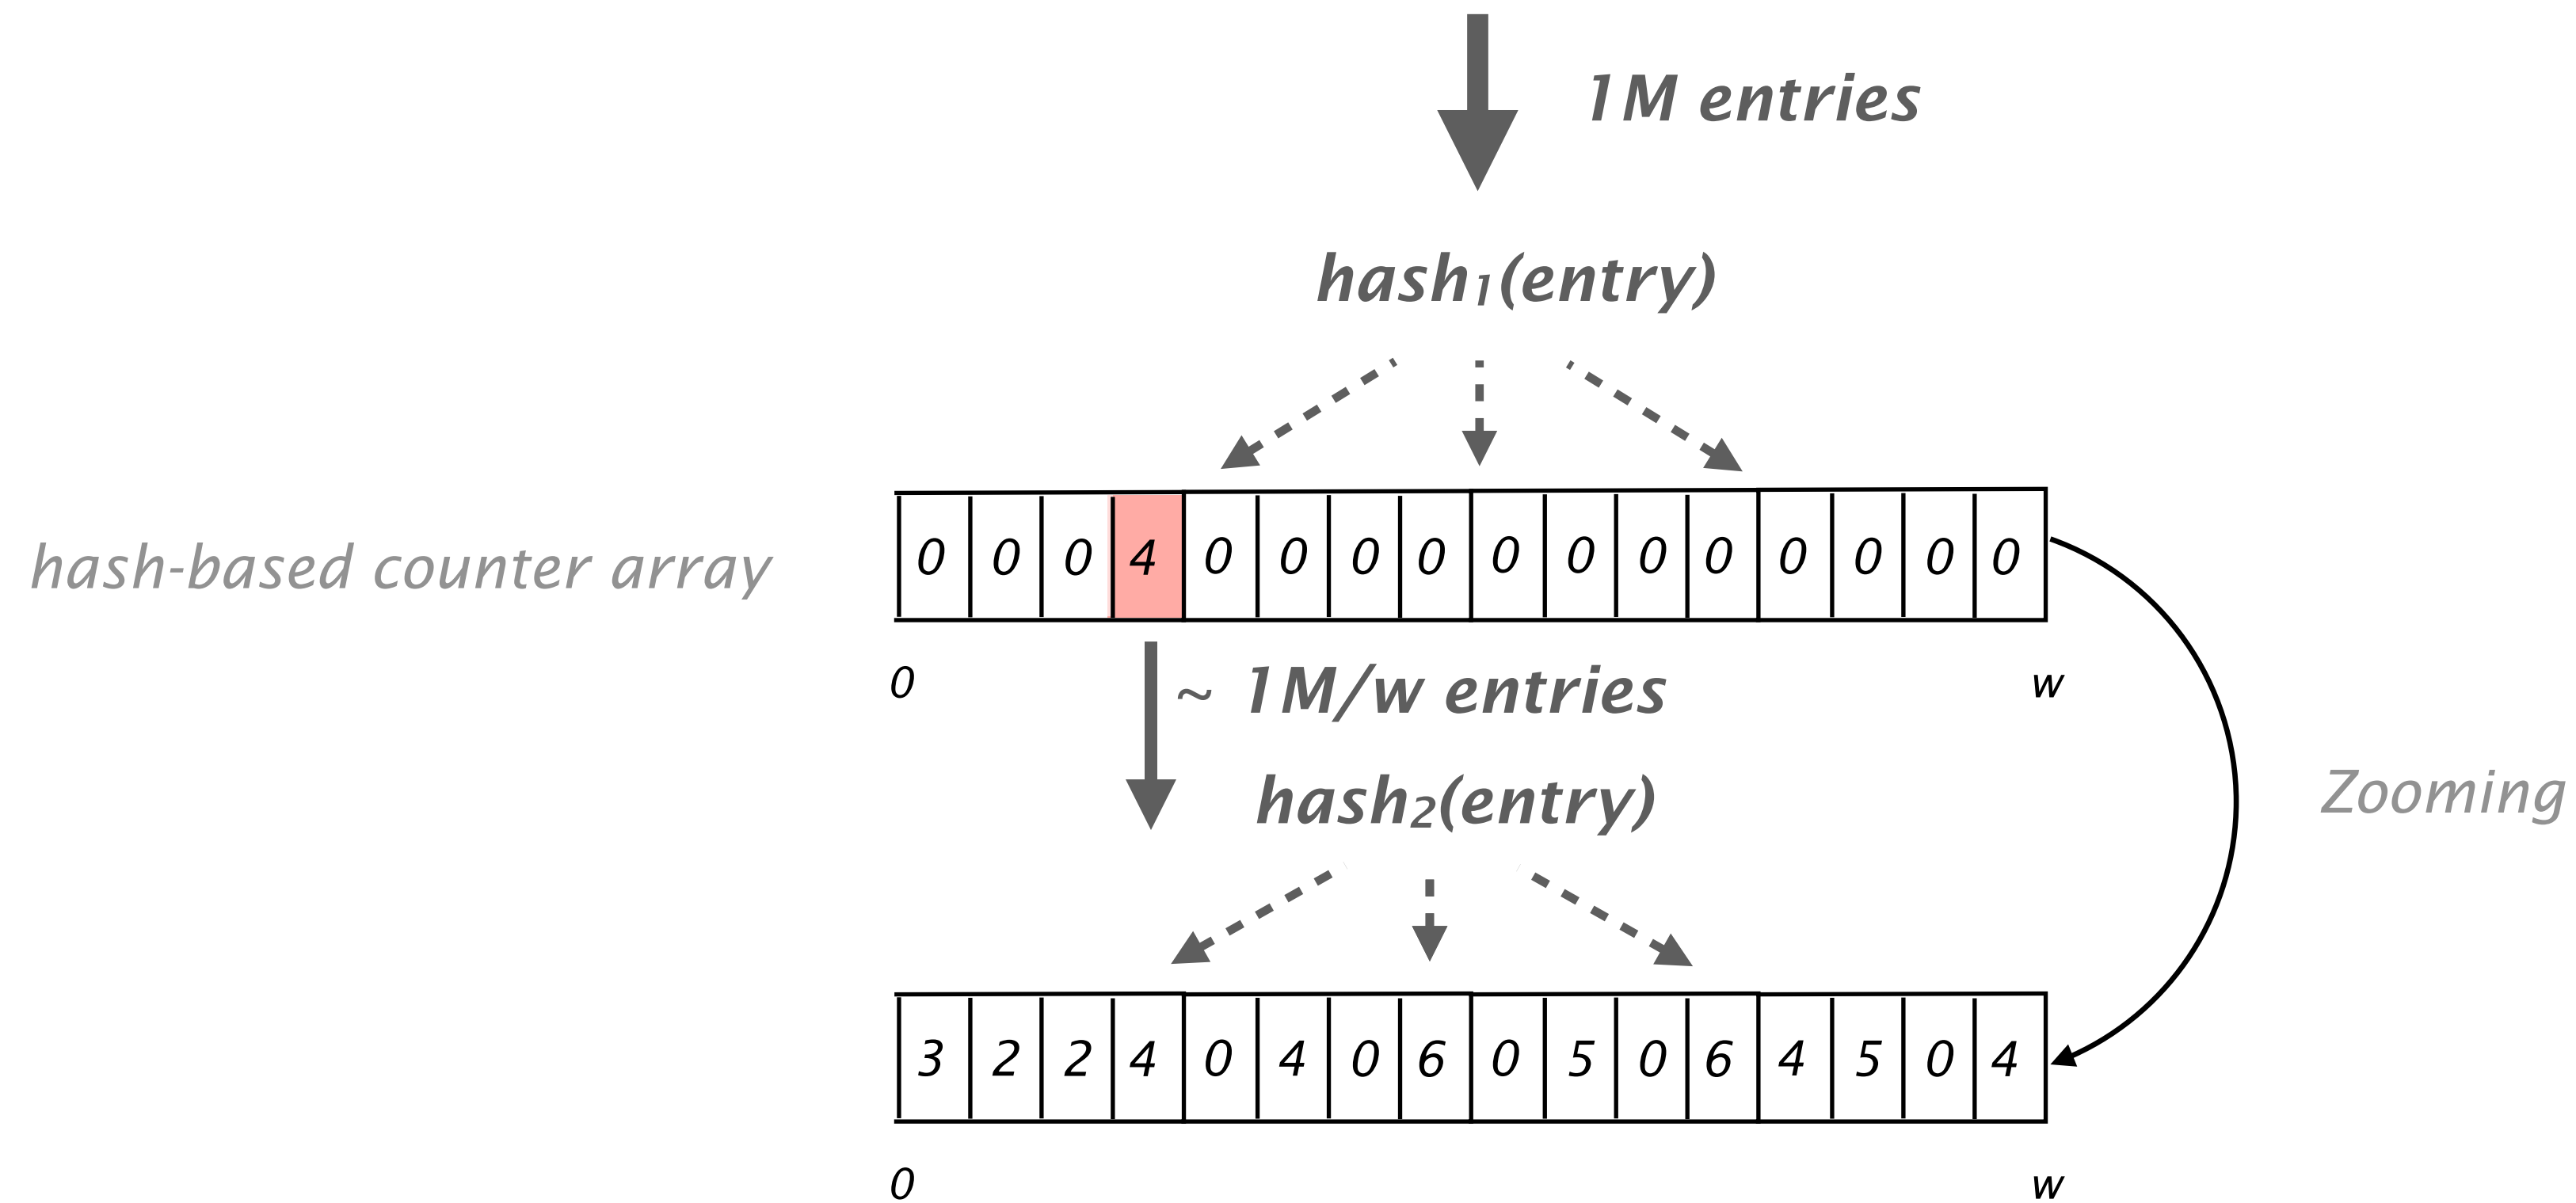 1M entries
hash₁(entry)
hash-based counter array
0 0 0 4 0 0 0 0 0 0 0 0 0 0 0 0
0 w
~ 1M/w entries
hash₂(entry)
Zooming
3 2 2 4 0 4 0 6 0 5 0 6 4 5 0 4
0 w